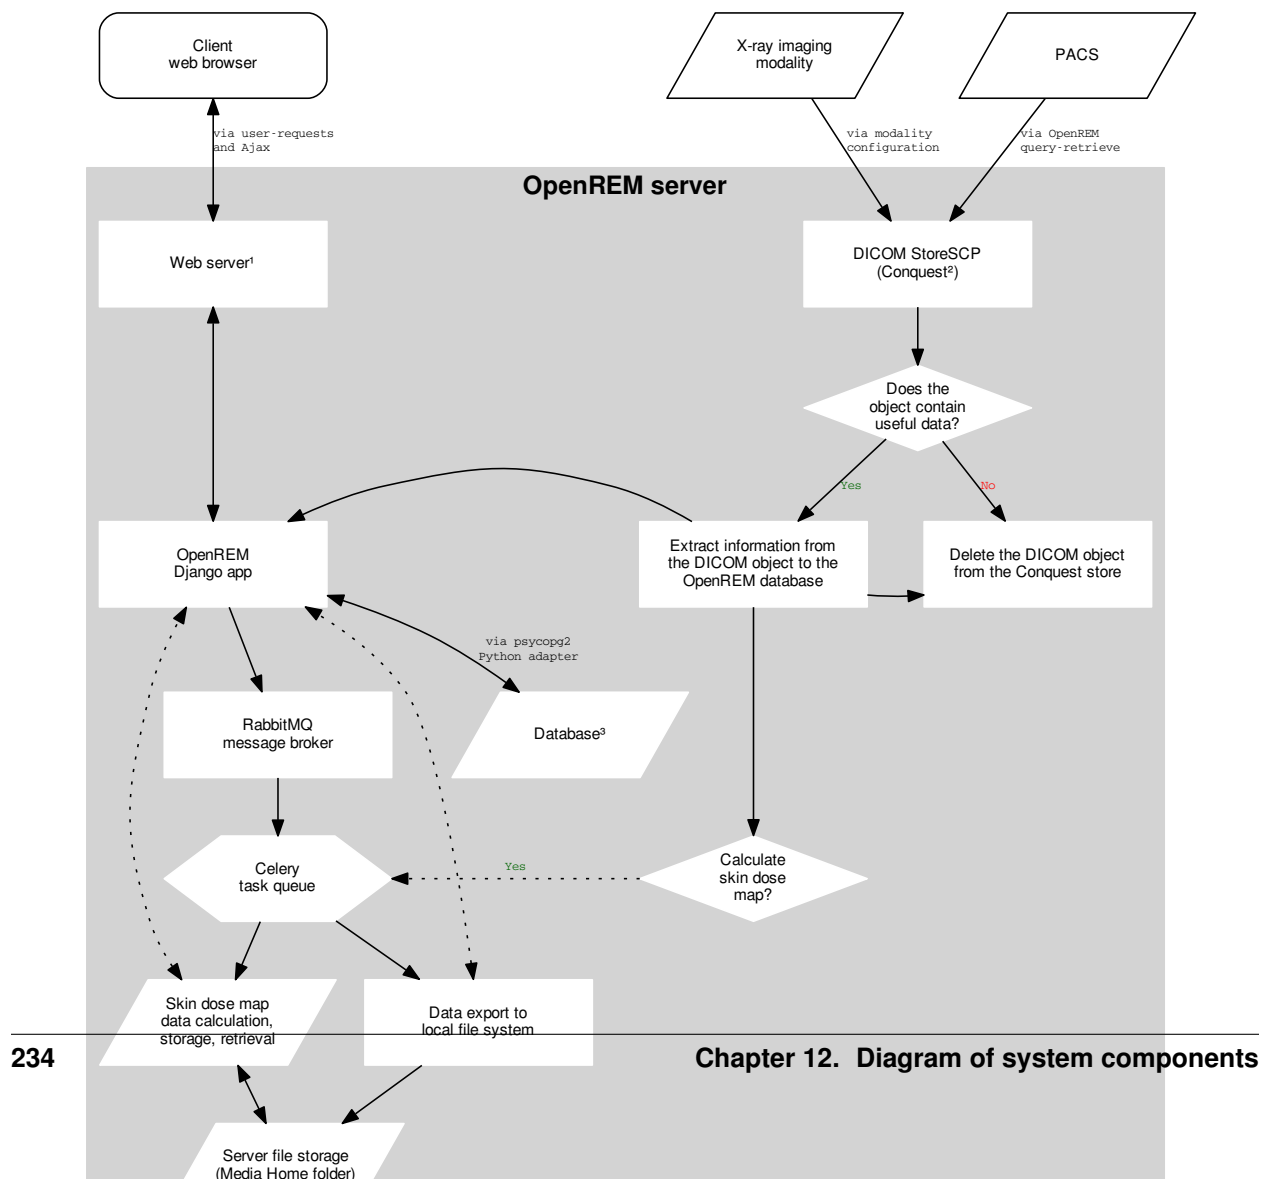 Client
web browser
X-ray imaging
modality
PACS
via user-requests
and Ajax
via modality
configuration
via OpenREM
query-retrieve
OpenREM server
Web server¹
DICOM StoreSCP
(Conquest²)
Does the
object contain
useful data?
Yes
No
OpenREM
Django app
Extract information from
the DICOM object to the
OpenREM database
Delete the DICOM object
from the Conquest store
via psycopg2
Python adapter
RabbitMQ
message broker
Database³
Celery
task queue
Yes
Calculate
skin dose
map?
Skin dose map
data calculation,
storage, retrieval
Data export to
local file system
234
Chapter 12. Diagram of system components
Server file storage
(Media Home folder)